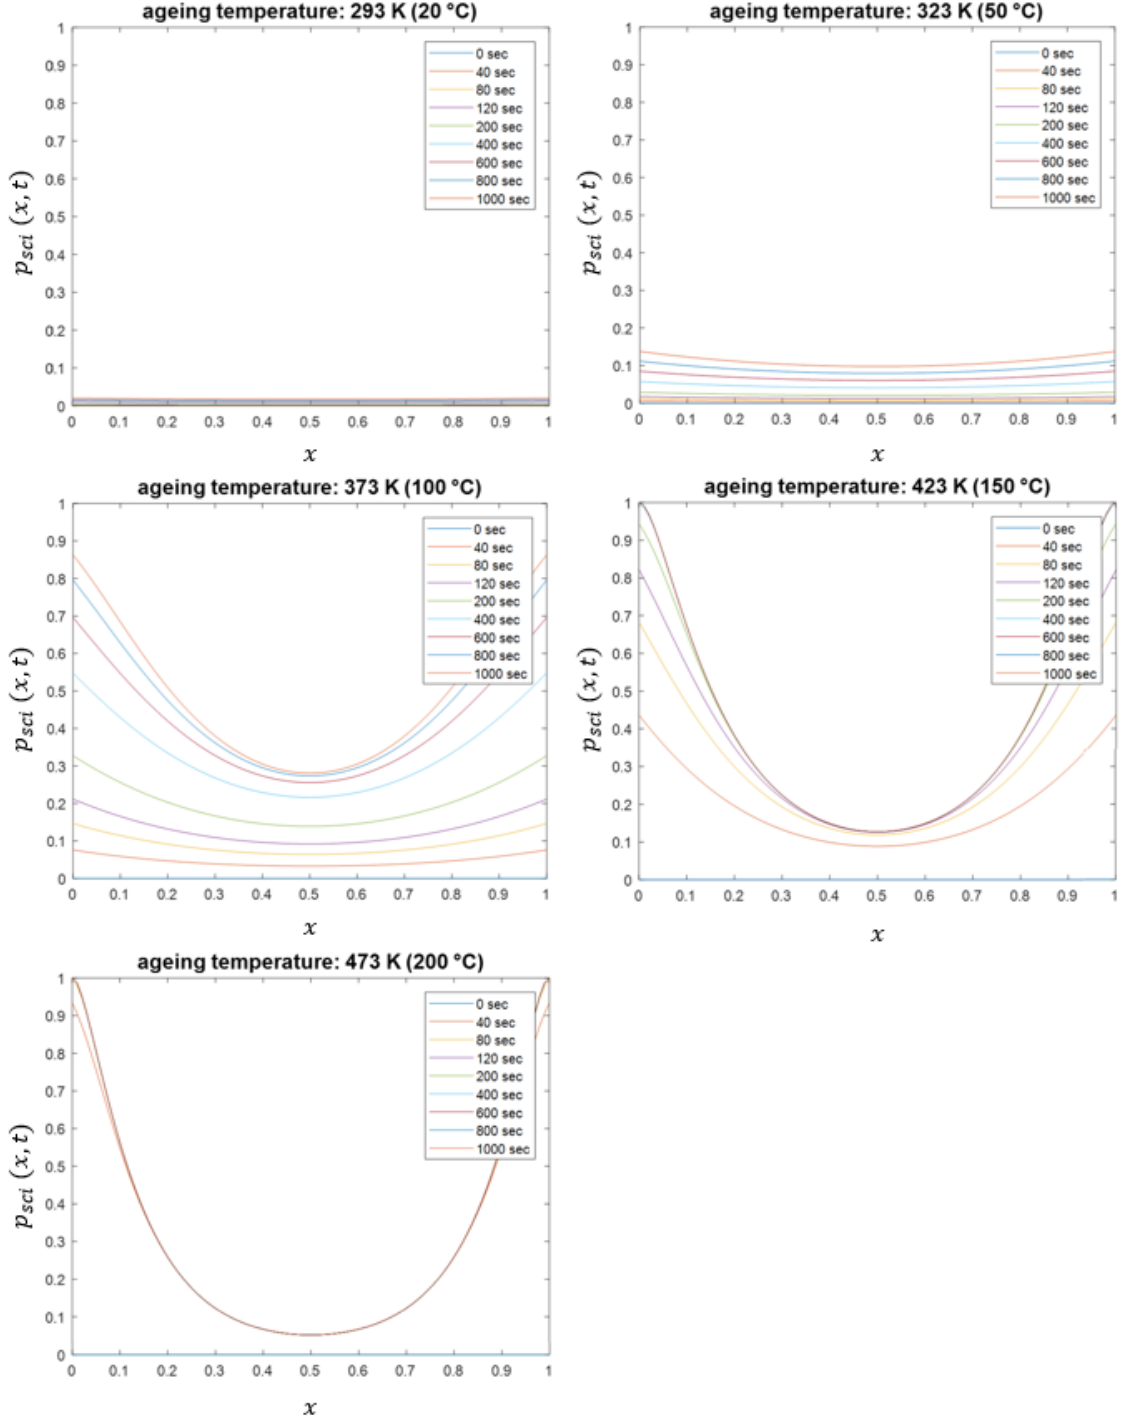 ageing temperature: 293 K (20 °C)
1
0.9
0.8
0.7
0.6
0.5
0.4
0.3
0.2
0.1
0
0 sec
40 sec
80 sec
120 sec
200 sec
400 sec
600 sec
800 sec
1000 sec
p_sci (x, t)
0 0.1 0.2 0.3 0.4 0.5 0.6 0.7 0.8 0.9 1
x
ageing temperature: 323 K (50 °C)
1
0.9
0.8
0.7
0.6
0.5
0.4
0.3
0.2
0.1
0
0 sec
40 sec
80 sec
120 sec
200 sec
400 sec
600 sec
800 sec
1000 sec
p_sci (x, t)
0 0.1 0.2 0.3 0.4 0.5 0.6 0.7 0.8 0.9 1
x
ageing temperature: 373 K (100 °C)
1
0.9
0.8
0.7
0.6
0.5
0.4
0.3
0.2
0.1
0
0 sec
40 sec
80 sec
120 sec
200 sec
400 sec
600 sec
800 sec
1000 sec
p_sci (x, t)
0 0.1 0.2 0.3 0.4 0.5 0.6 0.7 0.8 0.9 1
x
ageing temperature: 423 K (150 °C)
1
0.9
0.8
0.7
0.6
0.5
0.4
0.3
0.2
0.1
0
0 sec
40 sec
80 sec
120 sec
200 sec
400 sec
600 sec
800 sec
1000 sec
p_sci (x, t)
0 0.1 0.2 0.3 0.4 0.5 0.6 0.7 0.8 0.9 1
x
ageing temperature: 473 K (200 °C)
1
0.9
0.8
0.7
0.6
0.5
0.4
0.3
0.2
0.1
0
0 sec
40 sec
80 sec
120 sec
200 sec
400 sec
600 sec
800 sec
1000 sec
p_sci (x, t)
0 0.1 0.2 0.3 0.4 0.5 0.6 0.7 0.8 0.9 1
x